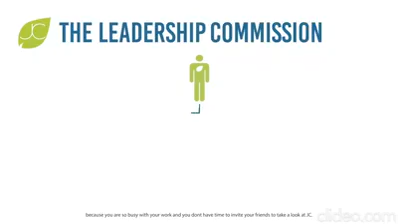 JC THE LEADERSHIP COMMISSION
because you are so busy with your work and you dont have time to invite your friends to take a look at JC.
clideo.com